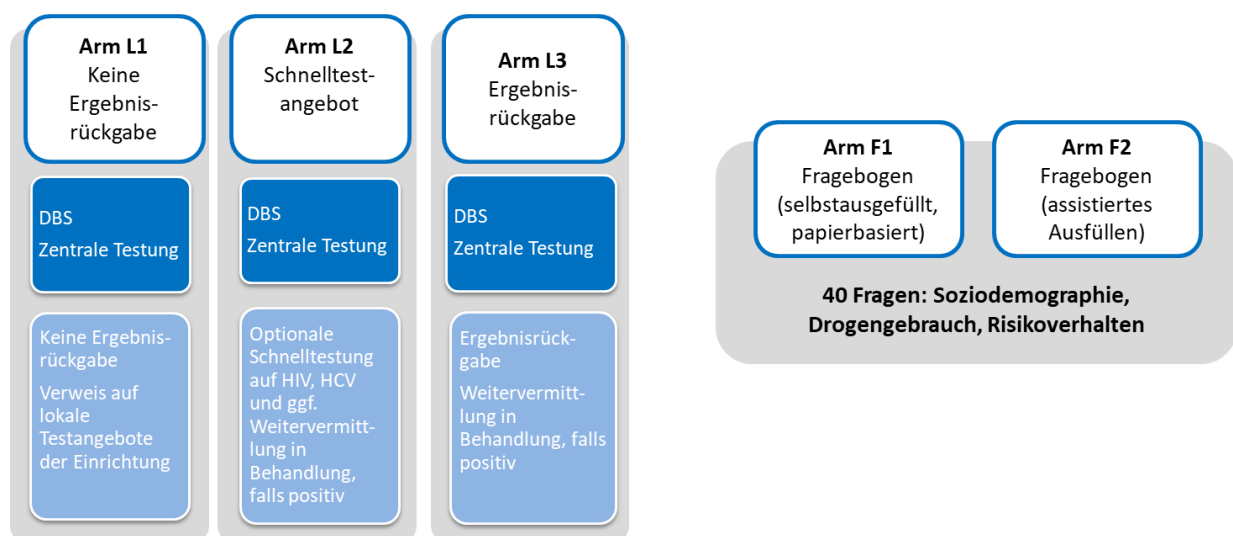 Arm L1
Keine
Ergebnis-
rückgabe
DBS
Zentrale Testung
Keine Ergebnis-
rückgabe
Verweis auf
lokale
Testangebote
der Einrichtung
Arm L2
Schnelltest-
angebot
DBS
Zentrale Testung
Optionale
Schnelltestung
auf HIV, HCV
und ggf.
Weitervermitt-
lung in
Behandlung,
falls positiv
Arm L3
Ergebnis-
rückgabe
DBS
Zentrale Testung
Ergebnisrück-
gabe
Weitervermitt-
lung in
Behandlung, falls
positiv
Arm F1
Fragebogen
(selbstausgefüllt,
papierbasiert)
Arm F2
Fragebogen
(assistiertes
Ausfüllen)
40 Fragen: Soziodemographie,
Drogengebrauch, Risikoverhalten